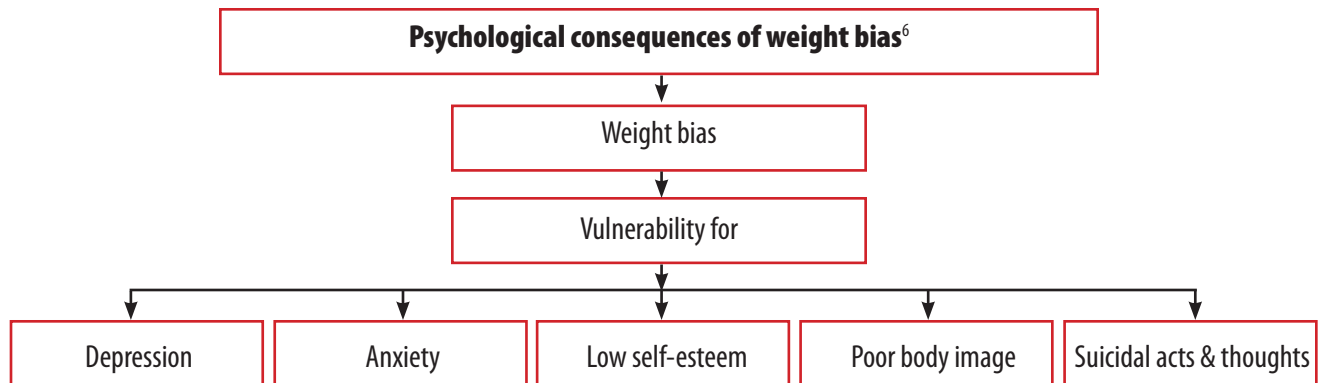 Psychological consequences of weight bias⁶
Weight bias
Vulnerability for
Depression
Anxiety
Low self-esteem
Poor body image
Suicidal acts & thoughts